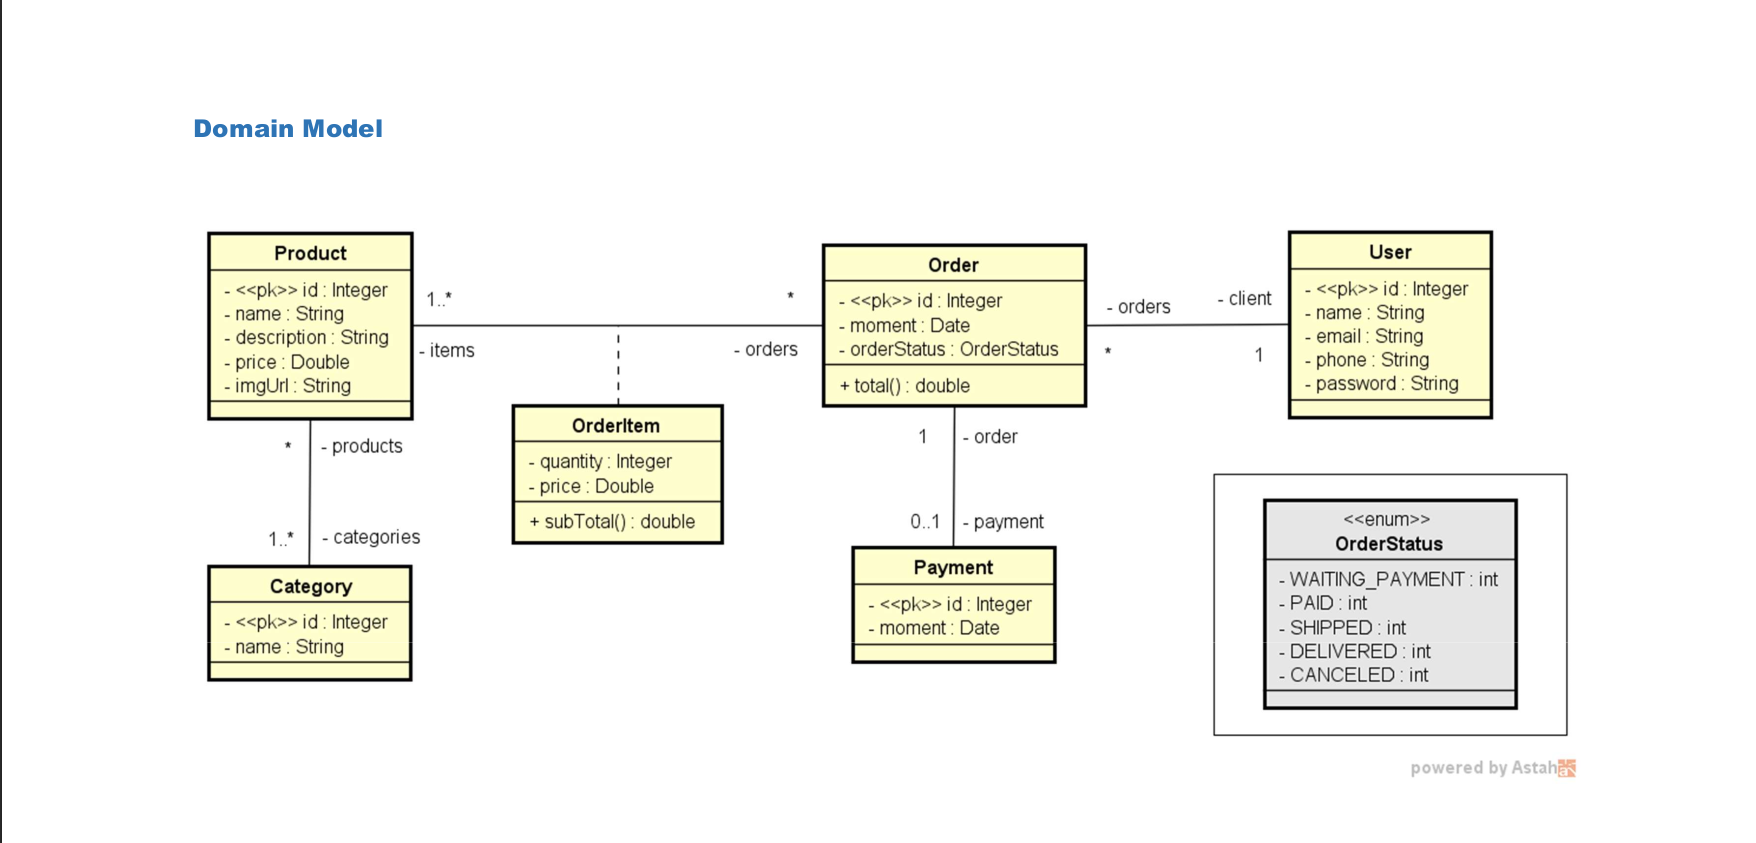 Domain Model
Product
- <<pk>> id : Integer
- name : String
- description : String
- price : Double
- imgUrl : String
1..*
- items
*
- orders
Order
- <<pk>> id : Integer
- moment : Date
- orderStatus : OrderStatus
+ total() : double
- orders
*
- client
1
User
- <<pk>> id : Integer
- name : String
- email : String
- phone : String
- password : String
OrderItem
- quantity : Integer
- price : Double
+ subTotal() : double
* - products
1..* - categories
Category
- <<pk>> id : Integer
- name : String
1 - order
0..1 - payment
Payment
- <<pk>> id : Integer
- moment : Date
<<enum>>
OrderStatus
- WAITING_PAYMENT : int
- PAID : int
- SHIPPED : int
- DELIVERED : int
- CANCELED : int
powered by Astah